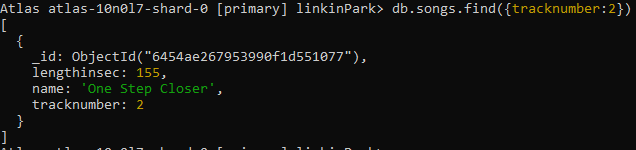 Atlas atlas-10n0l7-shard-0 [primary] linkinPark> db.songs.find({tracknumber:2})
[
  {
    _id: ObjectId("6454ae267953990f1d551077"),
    lengthinsec: 155,
    name: 'One Step Closer',
    tracknumber: 2
  }
]